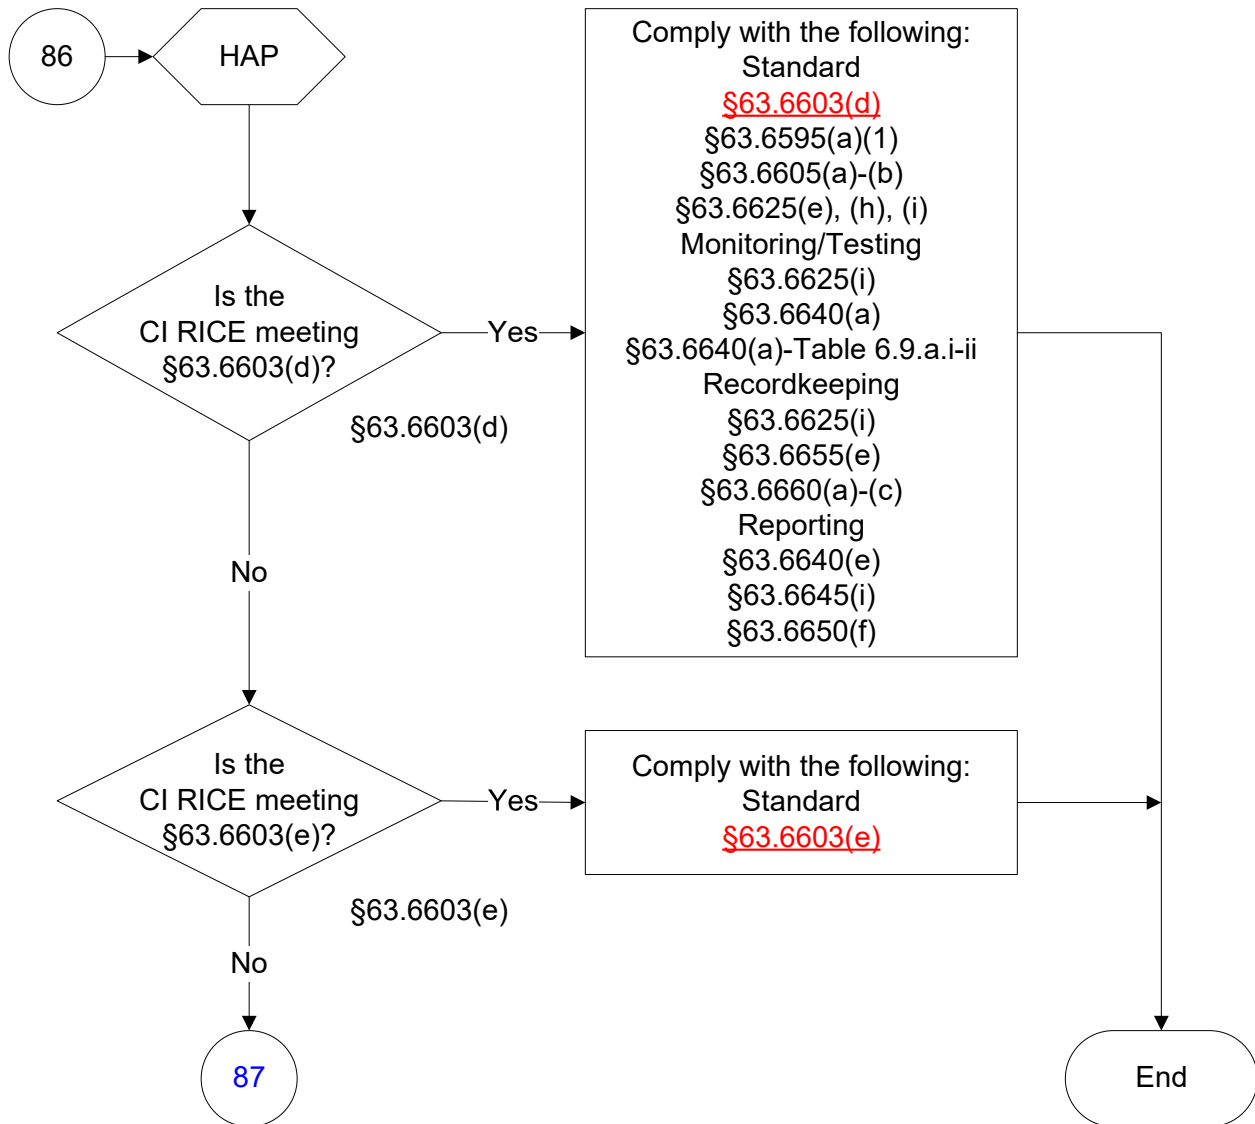 86
HAP
Is the
CI RICE meeting
§63.6603(d)?
§63.6603(d)
Yes
Comply with the following:
Standard
§63.6603(d)
§63.6595(a)(1)
§63.6605(a)-(b)
§63.6625(e), (h), (i)
Monitoring/Testing
§63.6625(i)
§63.6640(a)
§63.6640(a)-Table 6.9.a.i-ii
Recordkeeping
§63.6625(i)
§63.6655(e)
§63.6660(a)-(c)
Reporting
§63.6640(e)
§63.6645(i)
§63.6650(f)
No
Is the
CI RICE meeting
§63.6603(e)?
§63.6603(e)
Yes
Comply with the following:
Standard
§63.6603(e)
No
87
End